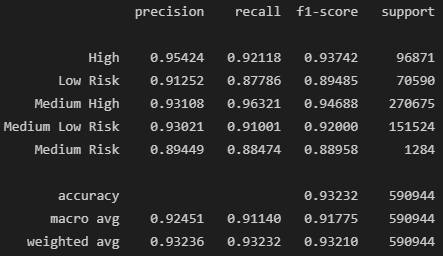 precision recall f1-score support
High 0.95424 0.92118 0.93742 96871
Low Risk 0.91252 0.87786 0.89485 70590
Medium High 0.93108 0.96321 0.94688 270675
Medium Low Risk 0.93021 0.91001 0.92000 151524
Medium Risk 0.89449 0.88474 0.88958 1284
accuracy 0.93232 590944
macro avg 0.92451 0.91140 0.91775 590944
weighted avg 0.93236 0.93232 0.93210 590944